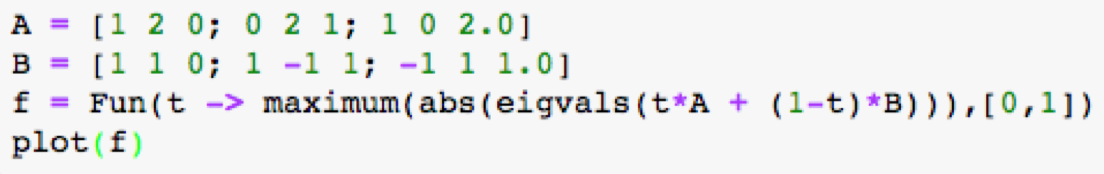 A = [1 2 0; 0 2 1; 1 0 2.0]
B = [1 1 0; 1 -1 1; -1 1 1.0]
f = Fun(t -> maximum(abs(eigvals(t*A + (1-t)*B))),[0,1])
plot(f)